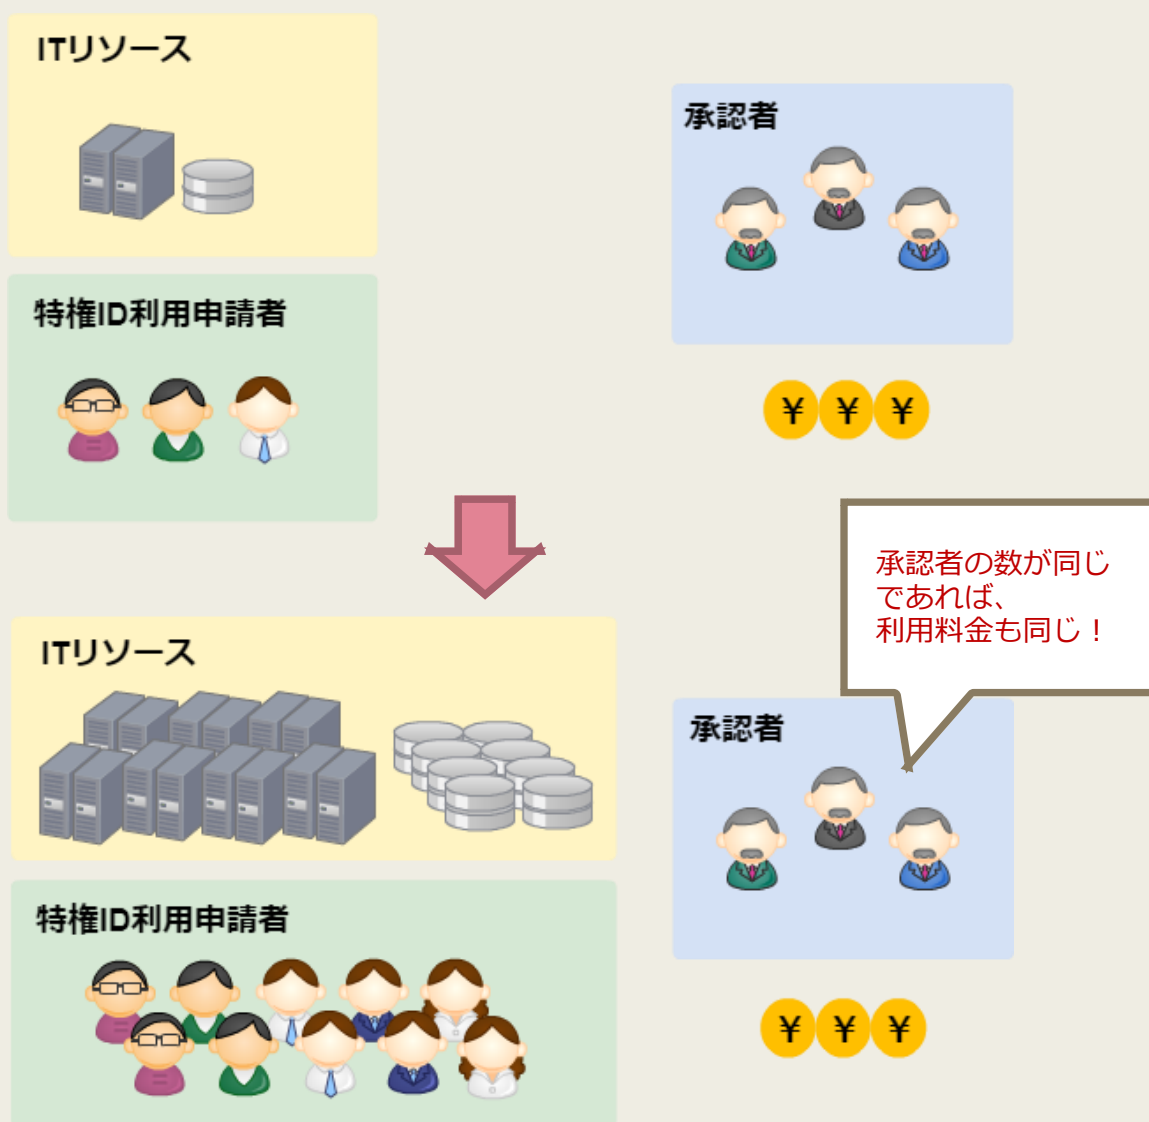 ITリソース
承認者
特権ID利用申請者
¥ ¥ ¥
承認者の数が同じ
であれば、
利用料金も同じ！
ITリソース
承認者
特権ID利用申請者
¥ ¥ ¥